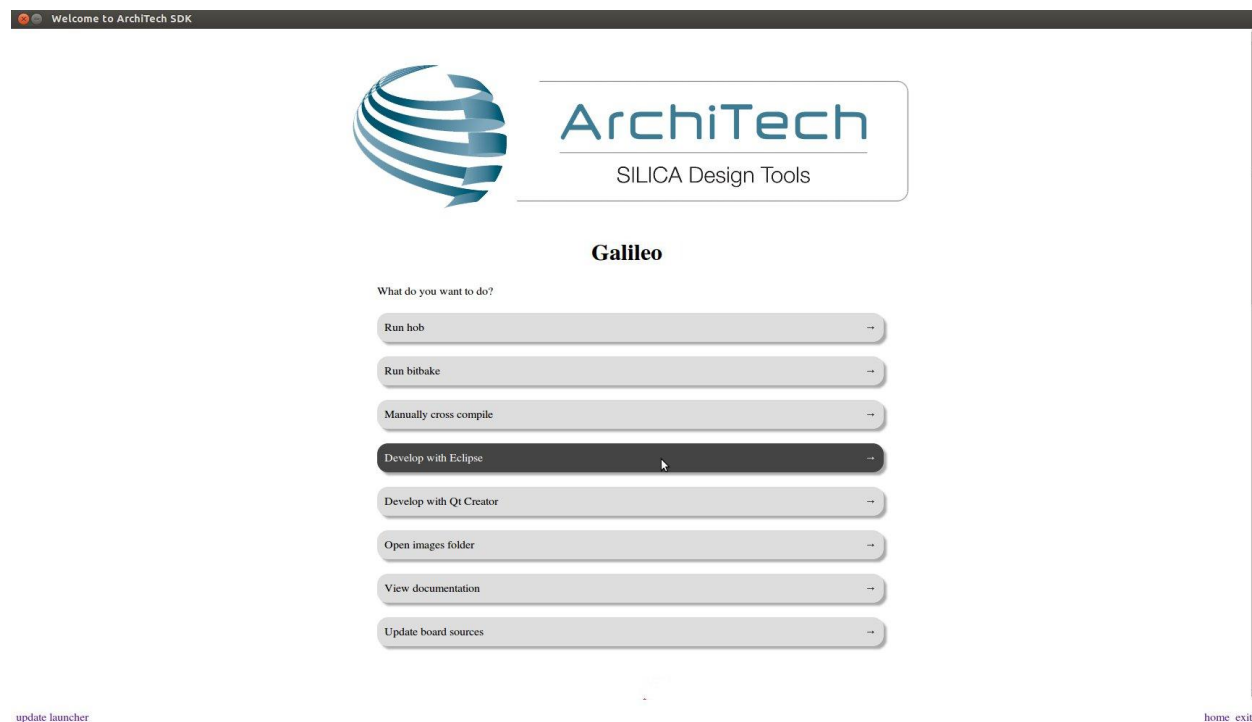 Welcome to ArchiTech SDK
ArchiTech
SILICA Design Tools
Galileo
What do you want to do?
Run hob →
Run bitbake →
Manually cross compile →
Develop with Eclipse →
Develop with Qt Creator →
Open images folder →
View documentation →
Update board sources →
update launcher home exit